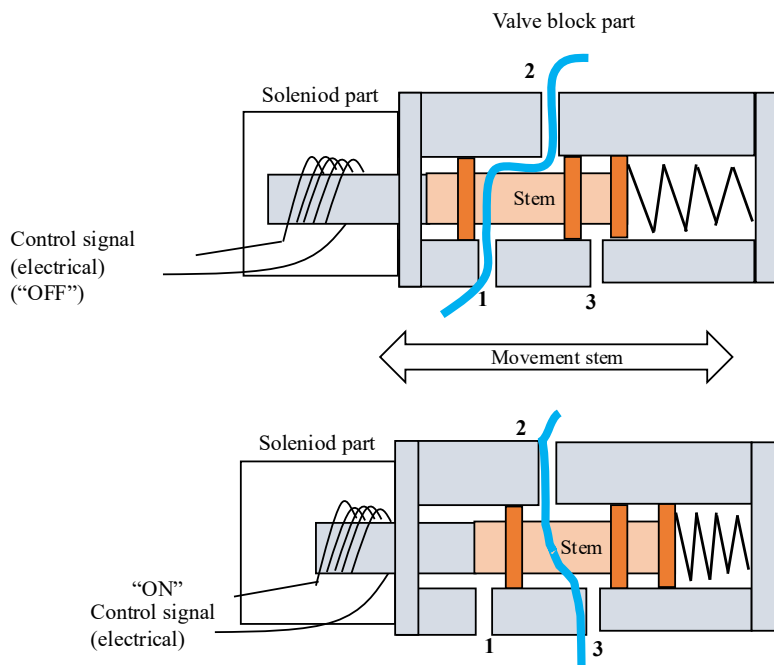 Valve block part
2
Soleniod part
Stem
Control signal
(electrical)
(“OFF”)
1
3
Movement stem
2
Soleniod part
Stem
“ON”
Control signal
(electrical)
1
3